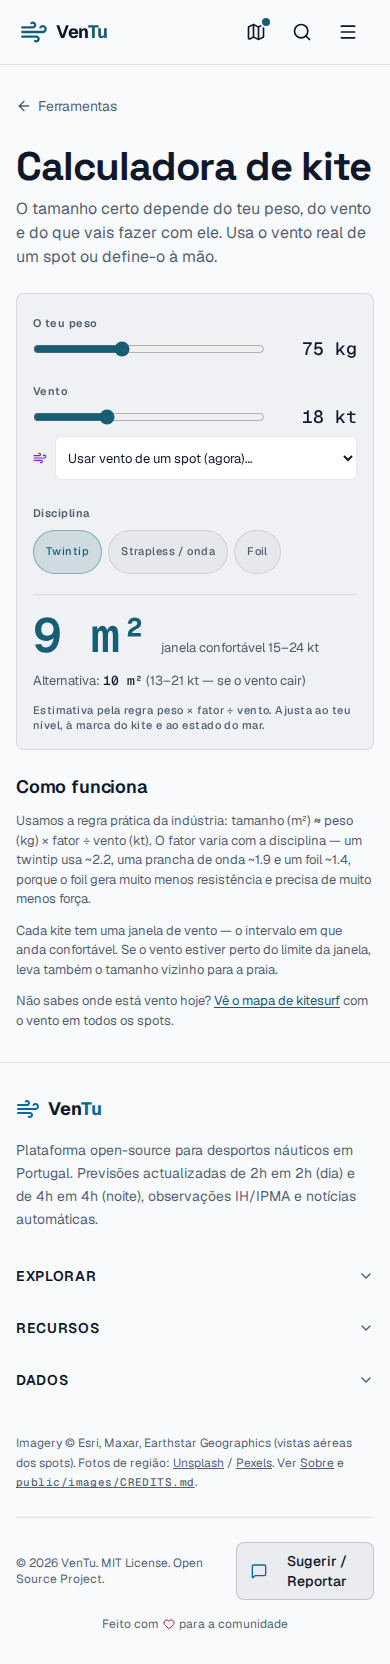 VenTu
Ferramentas
Calculadora de kite
O tamanho certo depende do teu peso, do vento
e do que vais fazer com ele. Usa o vento real de
um spot ou define-o à mão.
O teu peso
75 kg
Vento
18 kt
Usar vento de um spot (agora)…
Disciplina
Twintip
Strapless / onda
Foil
9 m² janela confortável 15–24 kt
Alternativa: 10 m² (13–21 kt — se o vento cair)
Estimativa pela regra peso × fator ÷ vento. Ajusta ao teu
nível, à marca do kite e ao estado do mar.
Como funciona
Usamos a regra prática da indústria: tamanho (m²) ≈ peso
(kg) × fator ÷ vento (kt). O fator varia com a disciplina — um
twintip usa ~2.2, uma prancha de onda ~1.9 e um foil ~1.4,
porque o foil gera muito menos resistência e precisa de muito
menos força.
Cada kite tem uma janela de vento — o intervalo em que
anda confortável. Se o vento estiver perto do limite da janela,
leva também o tamanho vizinho para a praia.
Não sabes onde está vento hoje? Vê o mapa de kitesurf com
o vento em todos os spots.
VenTu
Plataforma open-source para desportos náuticos em
Portugal. Previsões actualizadas de 2h em 2h (dia) e
de 4h em 4h (noite), observações IH/IPMA e notícias
automáticas.
EXPLORAR
RECURSOS
DADOS
Imagery © Esri, Maxar, Earthstar Geographics (vistas aéreas
dos spots). Fotos de região: Unsplash / Pexels. Ver Sobre e
public/images/CREDITS.md.
© 2026 VenTu. MIT License. Open
Source Project.
Sugerir /
Reportar
Feito com ♡ para a comunidade